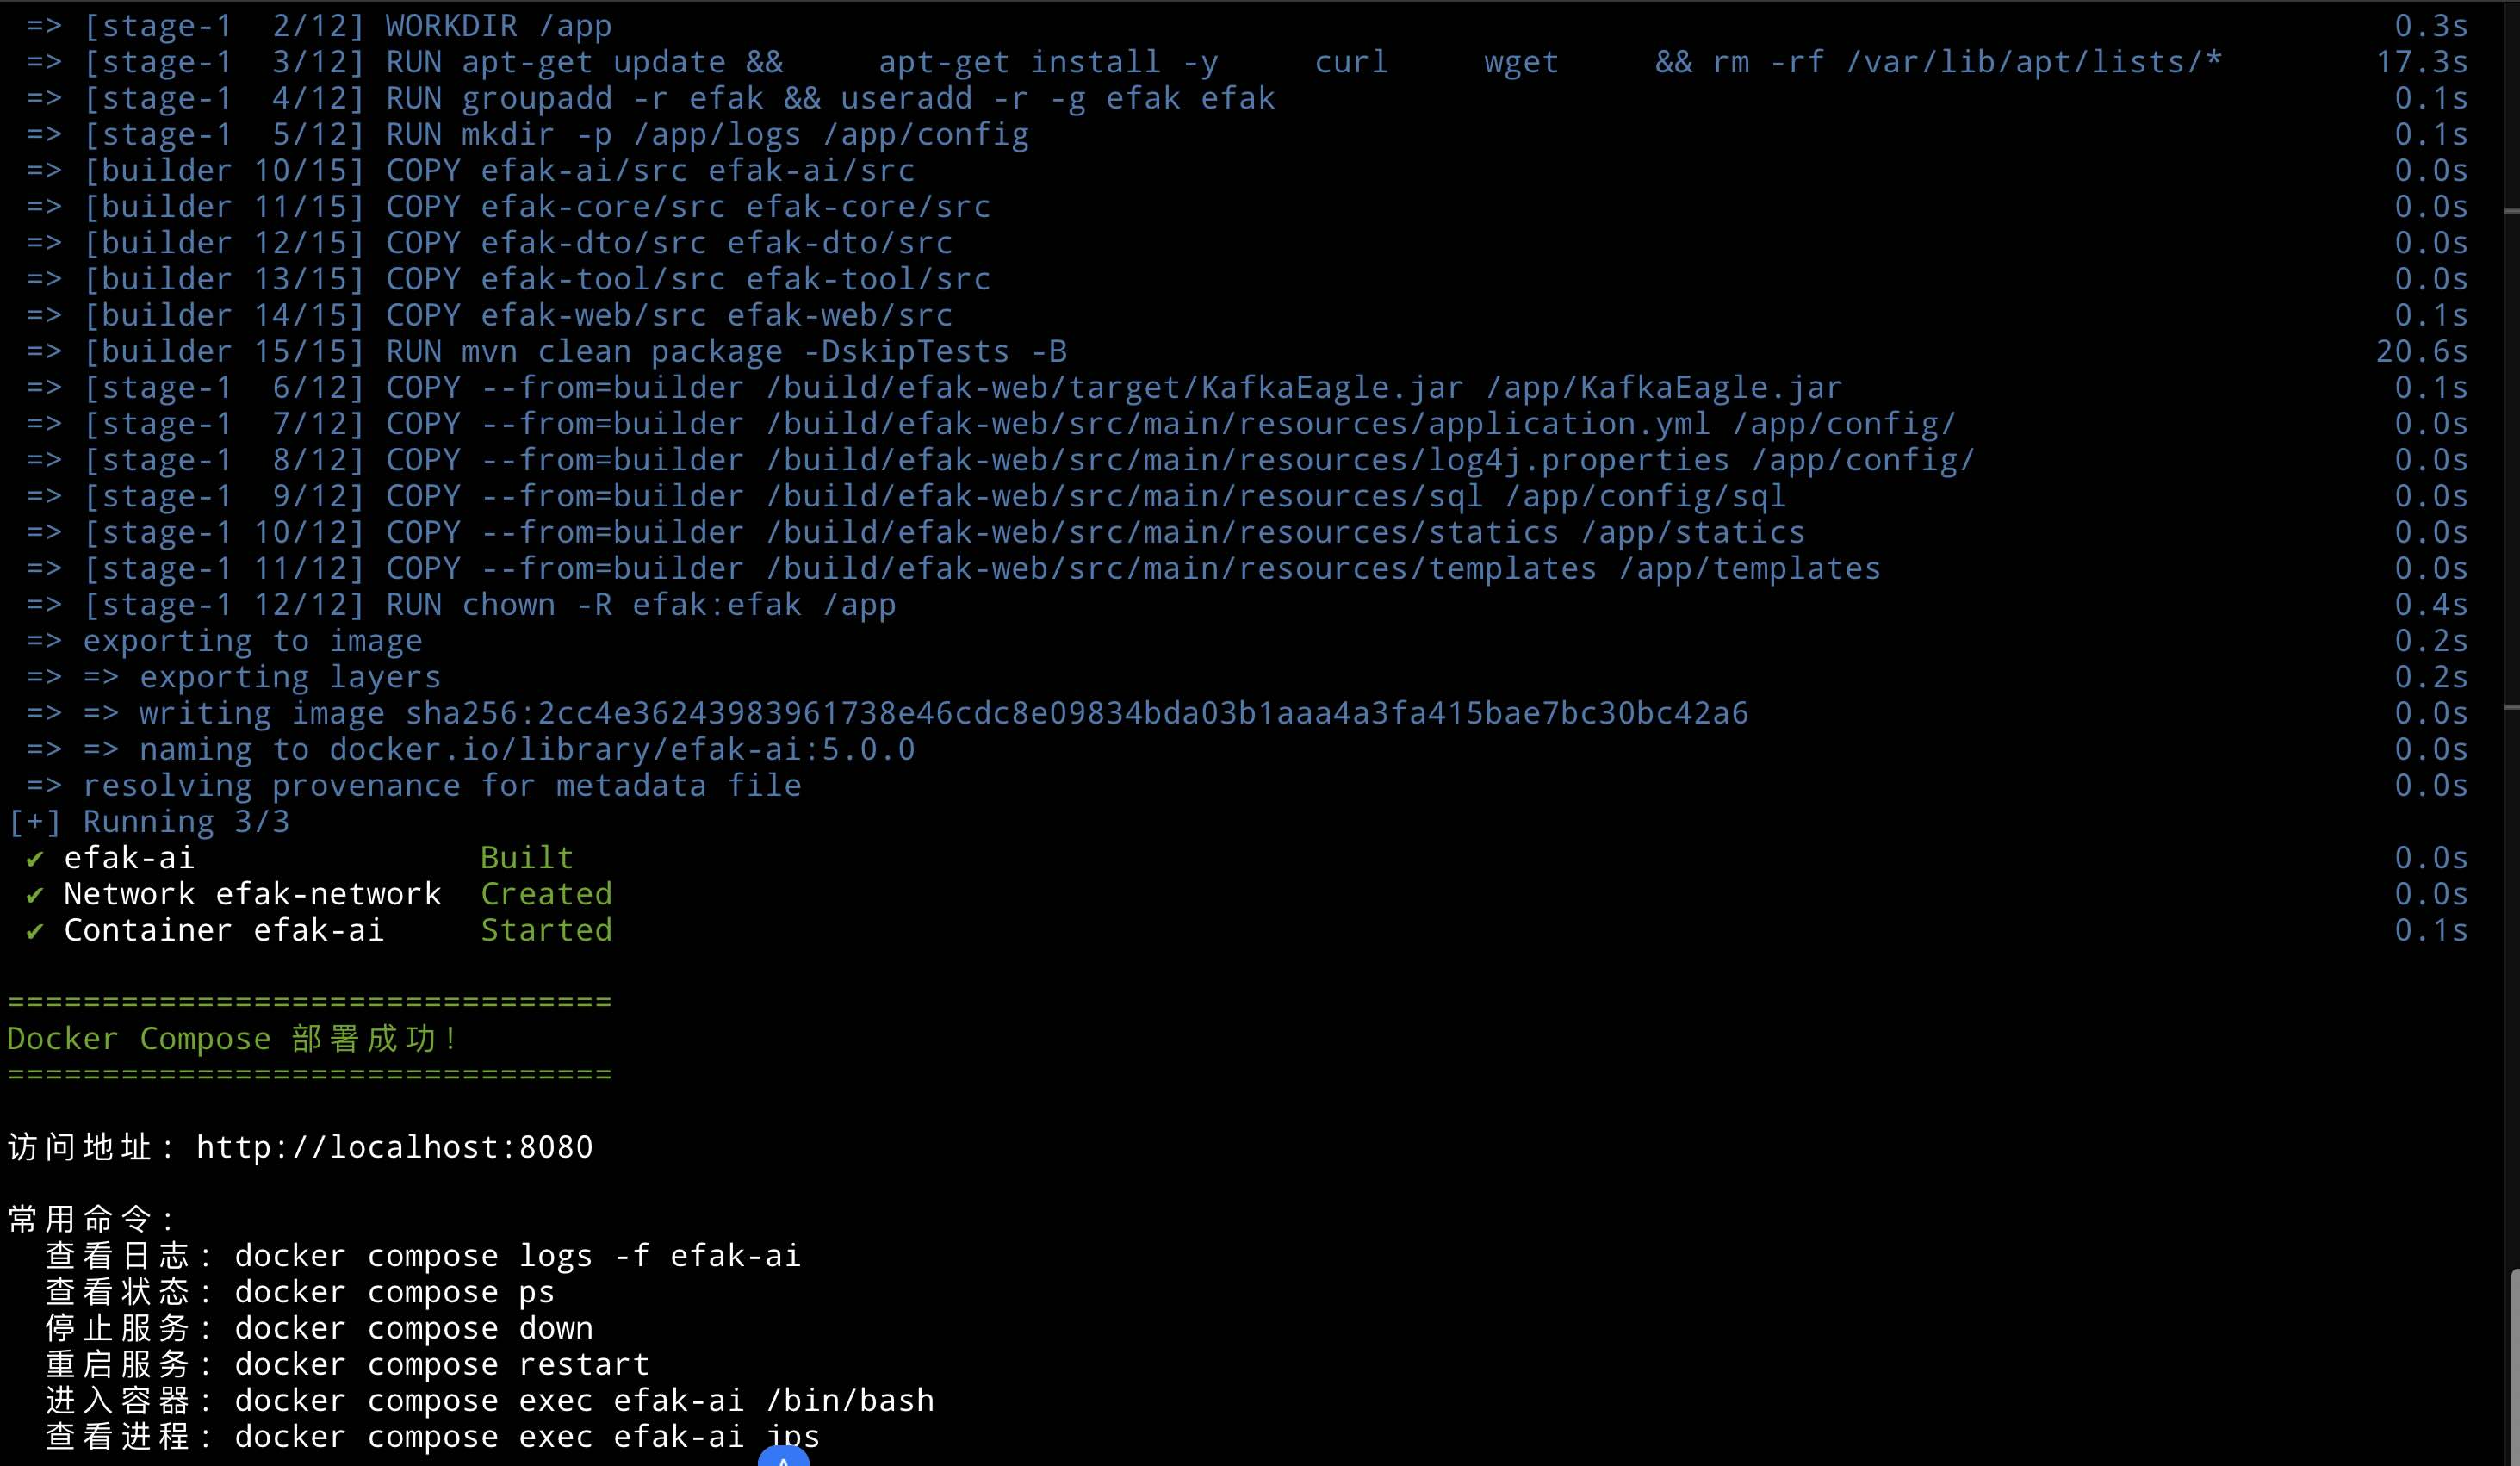 => [stage-1  2/12] WORKDIR /app 0.3s
=> [stage-1  3/12] RUN apt-get update &&     apt-get install -y     curl     wget     && rm -rf /var/lib/apt/lists/* 17.3s
=> [stage-1  4/12] RUN groupadd -r efak && useradd -r -g efak efak 0.1s
=> [stage-1  5/12] RUN mkdir -p /app/logs /app/config 0.1s
=> [builder 10/15] COPY efak-ai/src efak-ai/src 0.0s
=> [builder 11/15] COPY efak-core/src efak-core/src 0.0s
=> [builder 12/15] COPY efak-dto/src efak-dto/src 0.0s
=> [builder 13/15] COPY efak-tool/src efak-tool/src 0.0s
=> [builder 14/15] COPY efak-web/src efak-web/src 0.1s
=> [builder 15/15] RUN mvn clean package -DskipTests -B 20.6s
=> [stage-1  6/12] COPY --from=builder /build/efak-web/target/KafkaEagle.jar /app/KafkaEagle.jar 0.1s
=> [stage-1  7/12] COPY --from=builder /build/efak-web/src/main/resources/application.yml /app/config/ 0.0s
=> [stage-1  8/12] COPY --from=builder /build/efak-web/src/main/resources/log4j.properties /app/config/ 0.0s
=> [stage-1  9/12] COPY --from=builder /build/efak-web/src/main/resources/sql /app/config/sql 0.0s
=> [stage-1 10/12] COPY --from=builder /build/efak-web/src/main/resources/statics /app/statics 0.0s
=> [stage-1 11/12] COPY --from=builder /build/efak-web/src/main/resources/templates /app/templates 0.0s
=> [stage-1 12/12] RUN chown -R efak:efak /app 0.4s
=> exporting to image 0.2s
=> => exporting layers 0.2s
=> => writing image sha256:2cc4e36243983961738e46cdc8e09834bda03b1aaa4a3fa415bae7bc30bc42a6 0.0s
=> => naming to docker.io/library/efak-ai:5.0.0 0.0s
=> resolving provenance for metadata file 0.0s
[+] Running 3/3
✔ efak-ai Built 0.0s
✔ Network efak-network Created 0.0s
✔ Container efak-ai Started 0.1s
================================
Docker Compose 部署成功!
================================
访问地址: http://localhost:8080
常用命令:
查看日志: docker compose logs -f efak-ai
查看状态: docker compose ps
停止服务: docker compose down
重启服务: docker compose restart
进入容器: docker compose exec efak-ai /bin/bash
查看进程: docker compose exec efak-ai jps